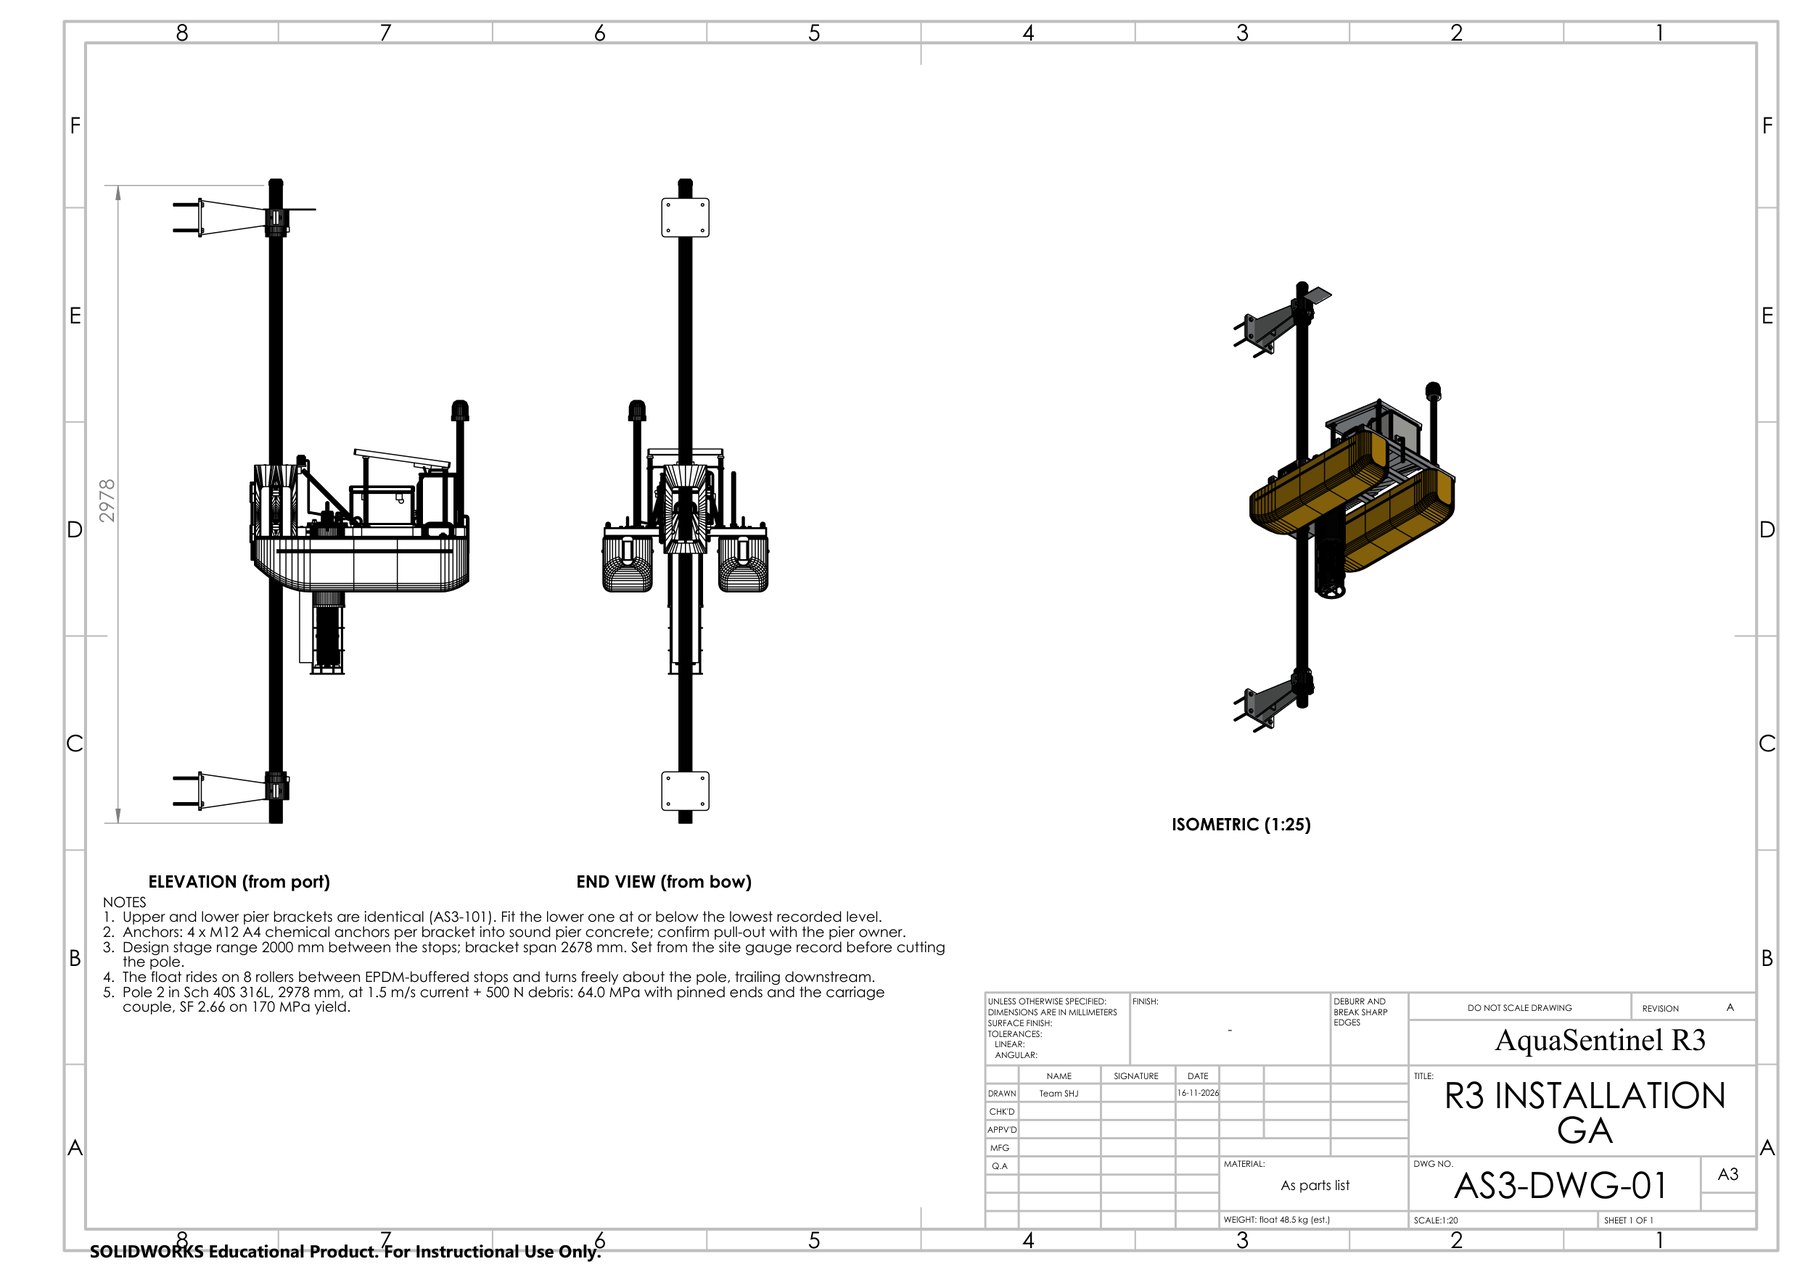 8 7 6 5 4 3 2 1
F F
E E
D D
C C
B B
A A
2978
ELEVATION (from port)
END VIEW (from bow)
ISOMETRIC (1:25)
NOTES
1. Upper and lower pier brackets are identical (AS3-101). Fit the lower one at or below the lowest recorded level.
2. Anchors: 4 x M12 A4 chemical anchors per bracket into sound pier concrete; confirm pull-out with the pier owner.
3. Design stage range 2000 mm between the stops; bracket span 2678 mm. Set from the site gauge record before cutting
the pole.
4. The float rides on 8 rollers between EPDM-buffered stops and turns freely about the pole, trailing downstream.
5. Pole 2 in Sch 40S 316L, 2978 mm, at 1.5 m/s current + 500 N debris: 64.0 MPa with pinned ends and the carriage
couple, SF 2.66 on 170 MPa yield.
UNLESS OTHERWISE SPECIFIED:
DIMENSIONS ARE IN MILLIMETERS
SURFACE FINISH:
TOLERANCES:
LINEAR:
ANGULAR:
FINISH:
-
DEBURR AND
BREAK SHARP
EDGES
DO NOT SCALE DRAWING
REVISION A
AquaSentinel R3
NAME SIGNATURE DATE
DRAWN Team SHJ 16-11-2026
CHK'D
APPV'D
MFG
Q.A
TITLE:
R3 INSTALLATION
GA
MATERIAL:
As parts list
DWG NO.
AS3-DWG-01
A3
WEIGHT: float 48.5 kg (est.)
SCALE:1:20
SHEET 1 OF 1
8 7 6 5 4 3 2 1
SOLIDWORKS Educational Product. For Instructional Use Only.